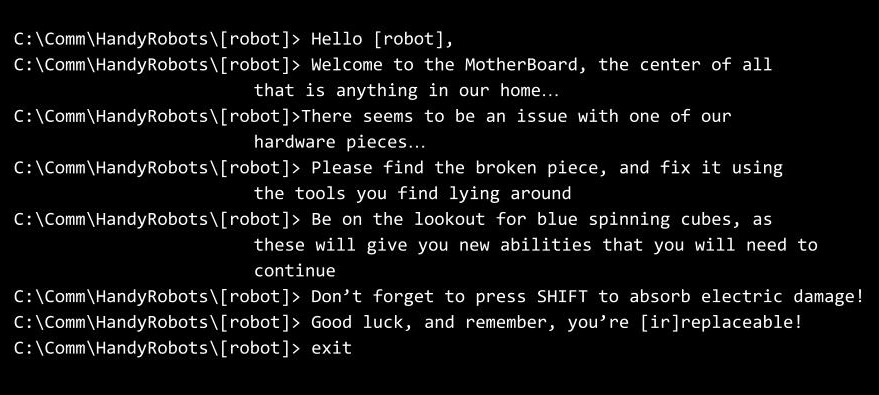 C:\Comm\HandyRobots\[robot]> Hello [robot],
C:\Comm\HandyRobots\[robot]> Welcome to the MotherBoard, the center of all
that is anything in our home…
C:\Comm\HandyRobots\[robot]>There seems to be an issue with one of our
hardware pieces…
C:\Comm\HandyRobots\[robot]> Please find the broken piece, and fix it using
the tools you find lying around
C:\Comm\HandyRobots\[robot]> Be on the lookout for blue spinning cubes, as
these will give you new abilities that you will need to
continue
C:\Comm\HandyRobots\[robot]> Don’t forget to press SHIFT to absorb electric damage!
C:\Comm\HandyRobots\[robot]> Good luck, and remember, you’re [ir]replaceable!
C:\Comm\HandyRobots\[robot]> exit